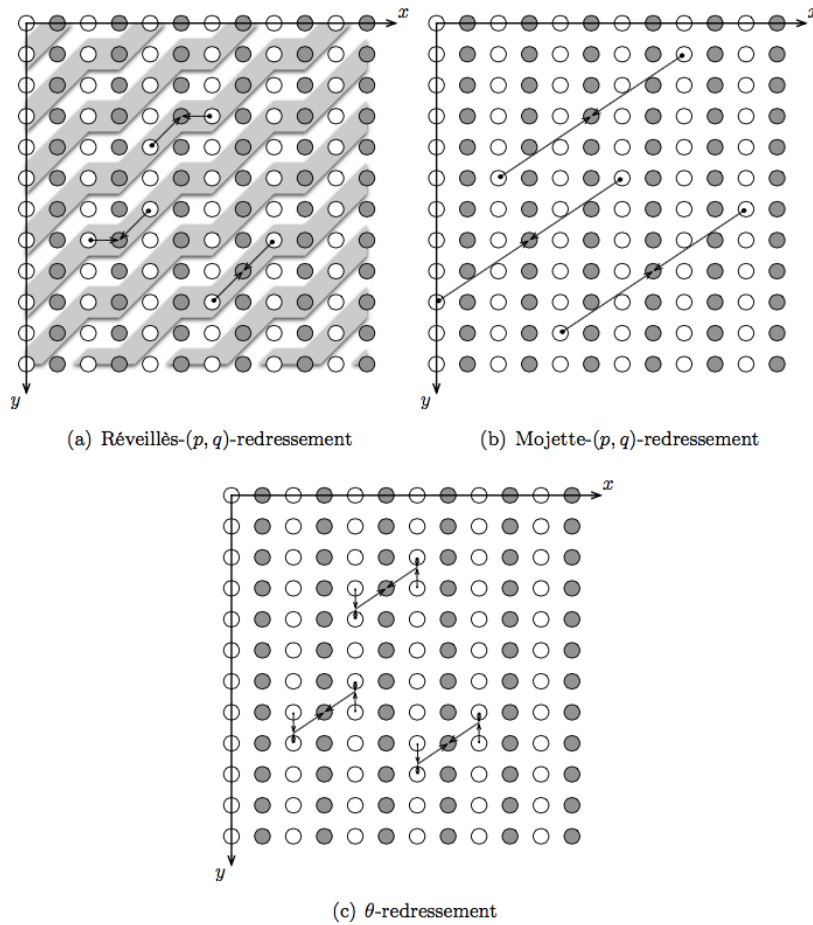 x
x
y
y
(a) Réveillès-(p, q)-redressement
(b) Mojette-(p, q)-redressement
x
y
(c) θ-redressement